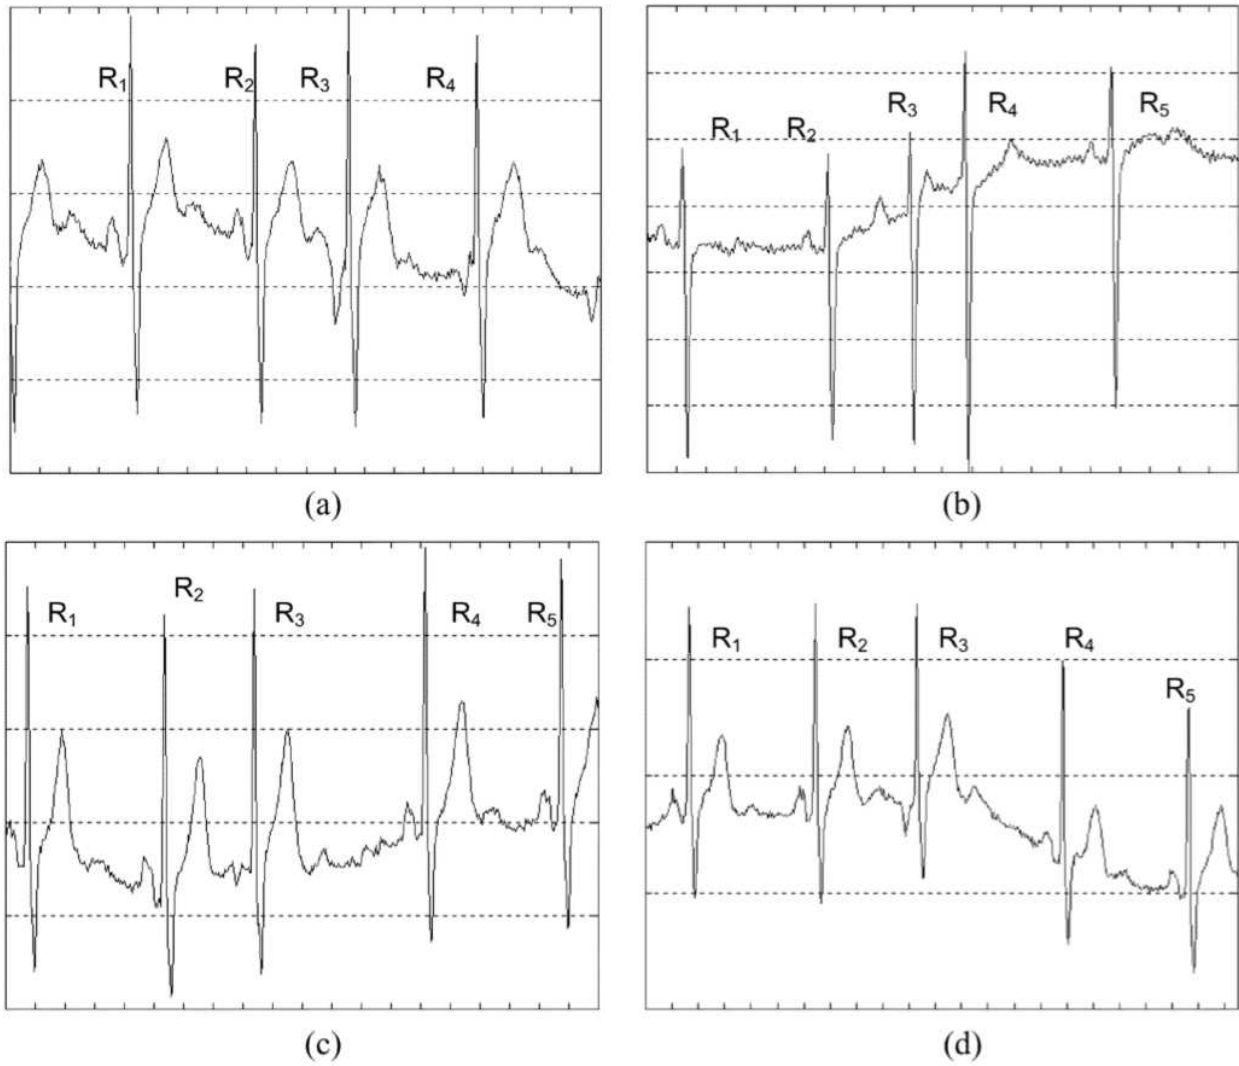 R₁ R₂ R₃ R₄
(a)
R₁ R₂ R₃ R₄ R₅
(b)
R₁ R₂ R₃ R₄ R₅
(c)
R₁ R₂ R₃ R₄ R₅
(d)